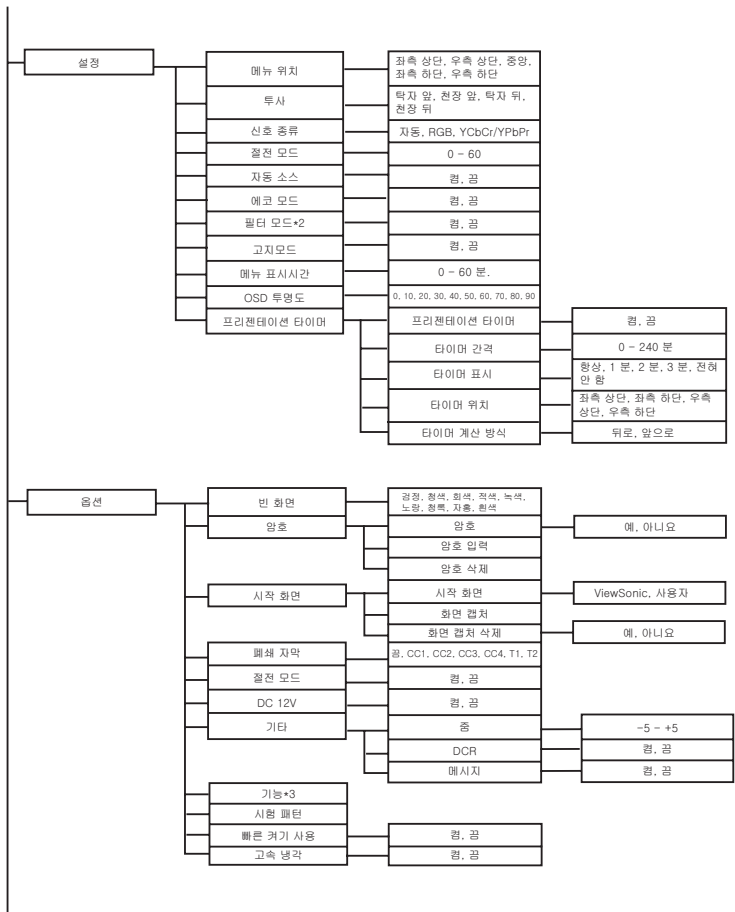 설정
메뉴 위치
좌측 상단, 우측 상단, 중앙,
좌측 하단, 우측 하단
투사
탁자 앞, 천장 앞, 탁자 뒤,
천장 뒤
신호 종류
자동, RGB, YCbCr/YPbPr
절전 모드
0 - 60
자동 소스
켬, 끔
에코 모드
켬, 끔
필터 모드*2
켬, 끔
고지모드
켬, 끔
메뉴 표시시간
0 - 60 분.
OSD 투명도
0, 10, 20, 30, 40, 50, 60, 70, 80, 90
프리젠테이션 타이머
프리젠테이션 타이머
켬, 끔
타이머 간격
0 - 240 분
타이머 표시
항상, 1 분, 2 분, 3 분, 전혀
안 함
타이머 위치
좌측 상단, 좌측 하단, 우측
상단, 우측 하단
타이머 계산 방식
뒤로, 앞으로
옵션
빈 화면
검정, 청색, 회색, 적색, 녹색,
노랑, 청록, 자홍, 흰색
암호
암호
예, 아니요
암호 입력
암호 삭제
시작 화면
시작 화면
ViewSonic, 사용자
화면 캡처
화면 캡처 삭제
예, 아니요
폐쇄 자막
끔, CC1, CC2, CC3, CC4, T1, T2
절전 모드
켬, 끔
DC 12V
켬, 끔
기타
줌
-5 - +5
DCR
켬, 끔
메시지
켬, 끔
기능*3
시험 패턴
빠른 켜기 사용
켬, 끔
고속 냉각
켬, 끔